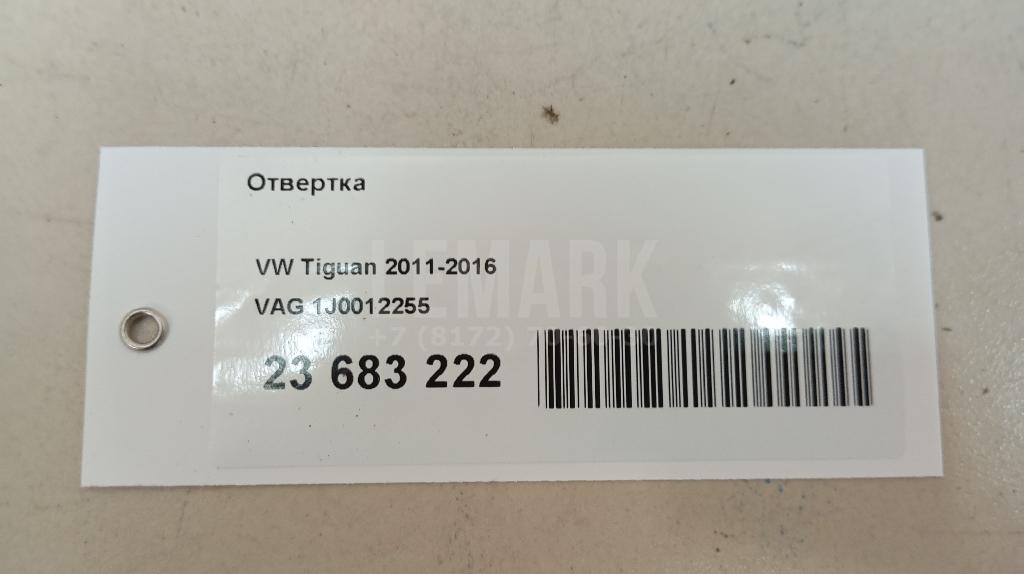 Отвертка
VW Tiguan 2011-2016
LEMARK
VAG 1J0012255
23 683 222